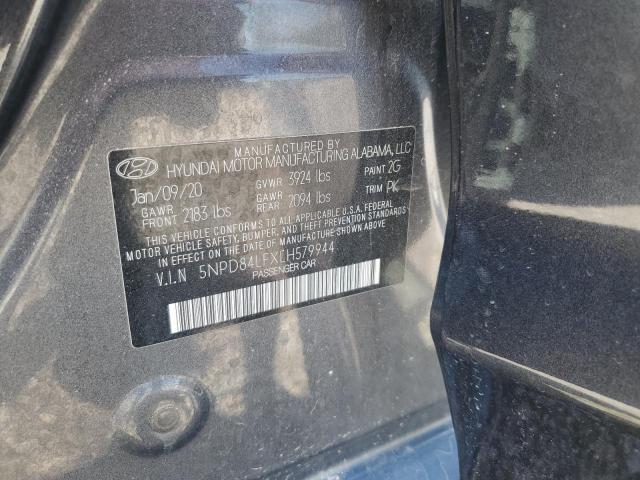 MANUFACTURED BY
HYUNDAI MOTOR MANUFACTURING ALABAMA, LLC
Jan/09/20 GVWR 3924 lbs PAINT 2G
GAWR FRONT 2183 lbs GAWR REAR 2094 lbs TRIM PK
THIS VEHICLE CONFORMS TO ALL APPLICABLE U.S.A. FEDERAL
MOTOR VEHICLE SAFETY, BUMPER, AND THEFT PREVENTION STANDARDS
IN EFFECT ON THE DATE OF MANUFACTURE SHOWN ABOVE.
V.I.N 5NPD84LFXLH579944
PASSENGER CAR